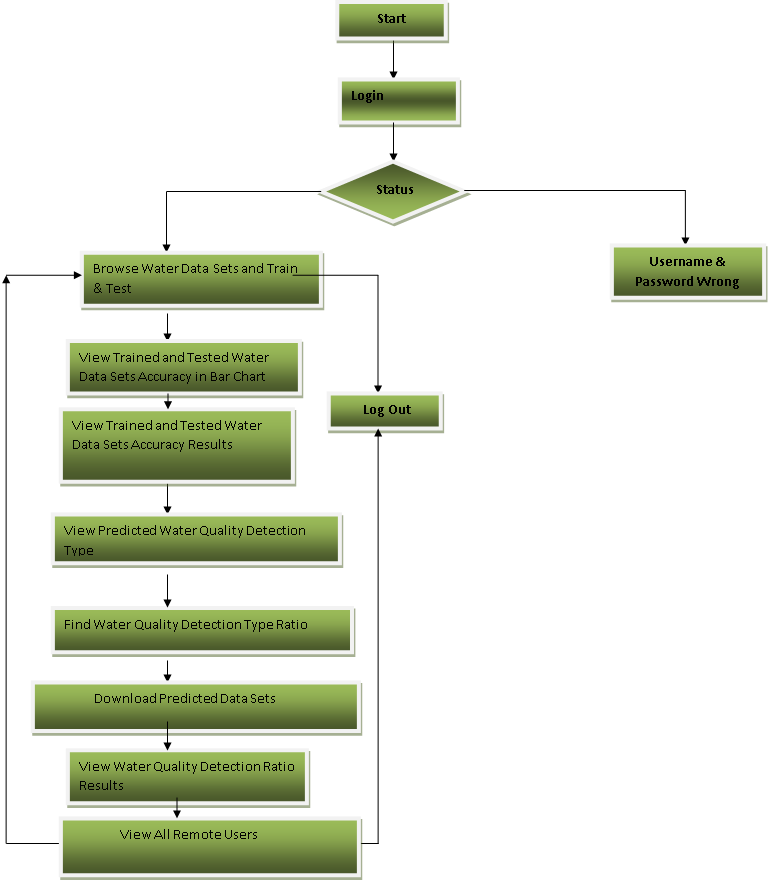 Start
Login
Status
Browse Water Data Sets and Train
& Test
Username &
Password Wrong
View Trained and Tested Water
Data Sets Accuracy in Bar Chart
Log Out
View Trained and Tested Water
Data Sets Accuracy Results
View Predicted Water Quality Detection
Type
Find Water Quality Detection Type Ratio
Download Predicted Data Sets
View Water Quality Detection Ratio
Results
View All Remote Users